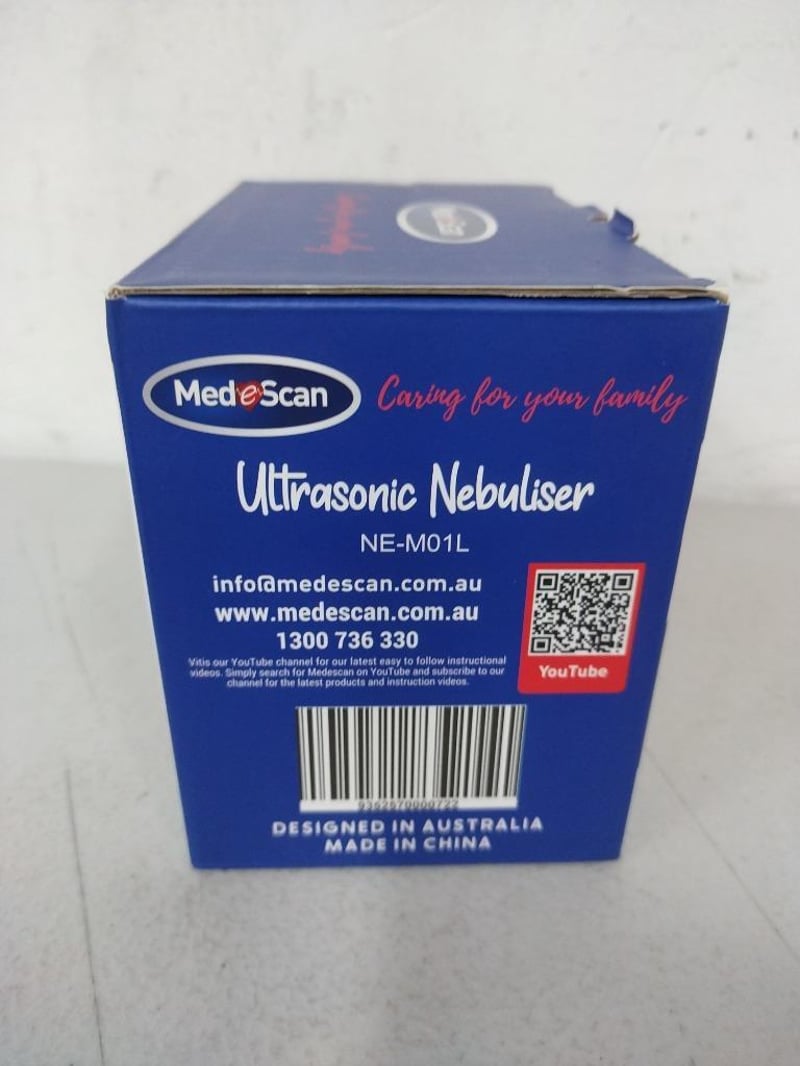 MedeScan
Caring for your family
Ultrasonic Nebuliser
NE-M01L
info@medescan.com.au
www.medescan.com.au
1300 736 330
Vitis our YouTube channel for our latest easy to follow instructional
videos. Simply search for Medescan on YouTube and subscribe to our
channel for the latest products and instruction videos.
YouTube
DESIGNED IN AUSTRALIA
MADE IN CHINA